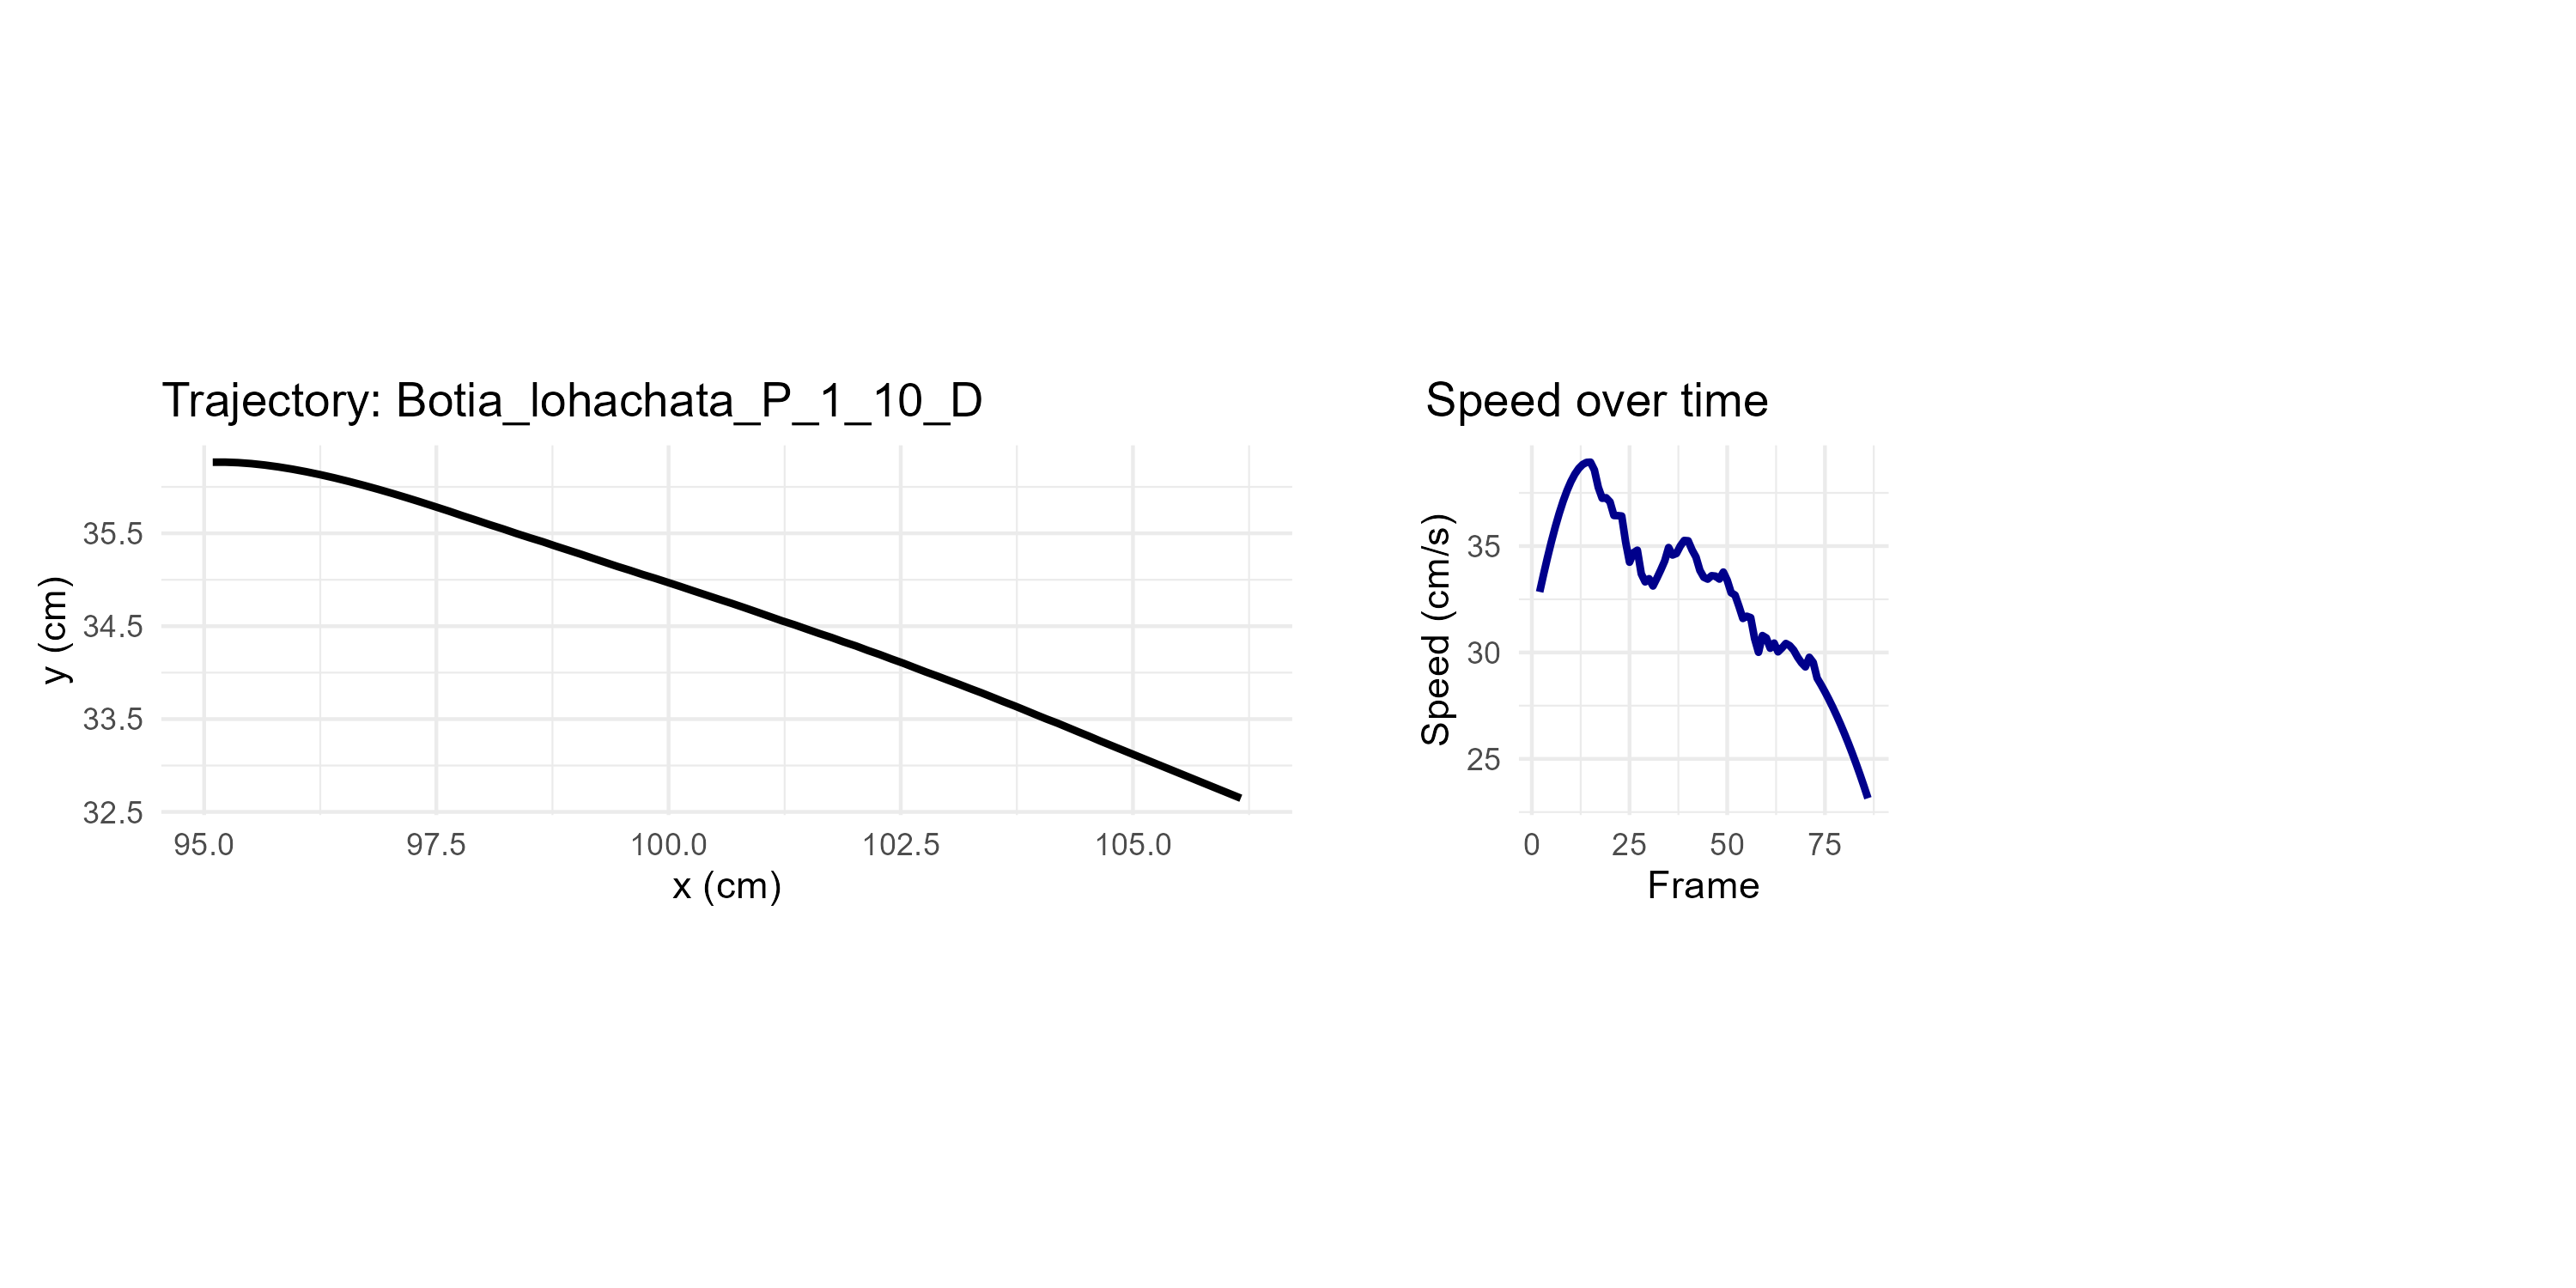 Trajectory: Botia_lohachata_P_1_10_D
y (cm)
35.5
34.5
33.5
32.5
95.0 97.5 100.0 102.5 105.0
x (cm)
Speed over time
Speed (cm/s)
35
30
25
0 25 50 75
Frame